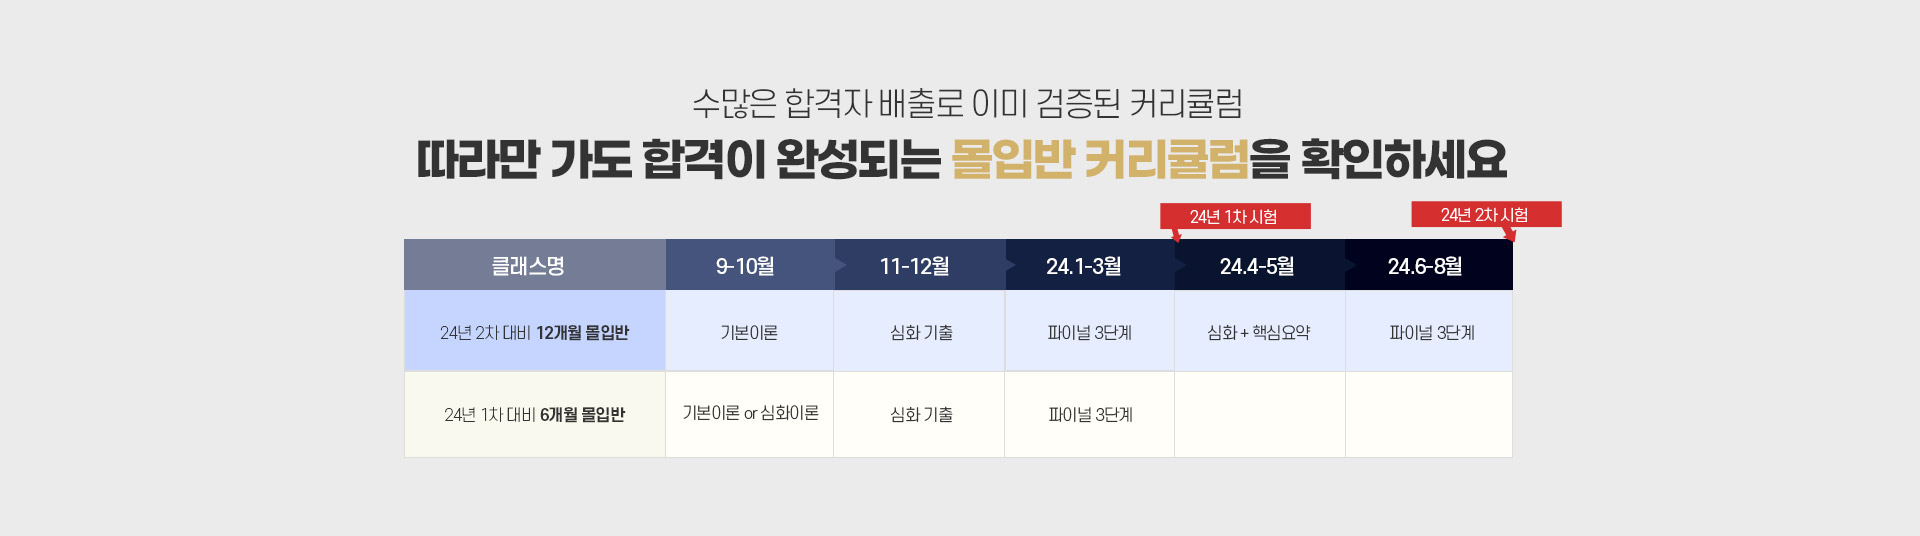 수많은 합격자 배출로 이미 검증된 커리큘럼
따라만 가도 합격이 완성되는 몰입반 커리큘럼을 확인하세요
24년 1차 시험
24년 2차 시험
클래스명 9-10월 11-12월 24.1-3월 24.4-5월 24.6-8월
24년 2차 대비 12개월 몰입반 기본이론 심화 기출 파이널 3단계 심화 + 핵심요약 파이널 3단계
24년 1차 대비 6개월 몰입반 기본이론 or 심화이론 심화 기출 파이널 3단계